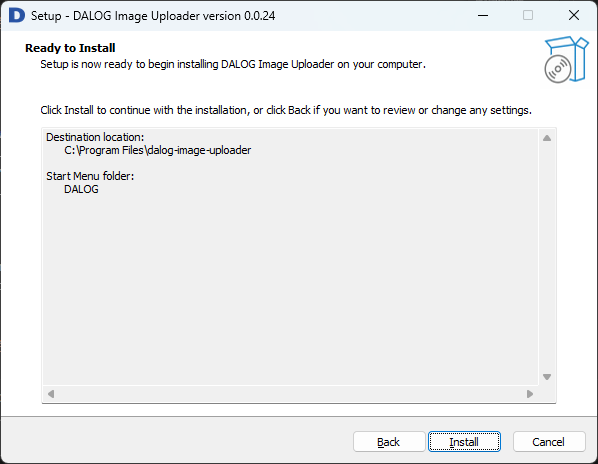 D Setup - DALOG Image Uploader version 0.0.24
Ready to Install
Setup is now ready to begin installing DALOG Image Uploader on your computer.
Click Install to continue with the installation, or click Back if you want to review or change any settings.
Destination location:
C:\Program Files\dalog-image-uploader
Start Menu folder:
DALOG
Back Install Cancel